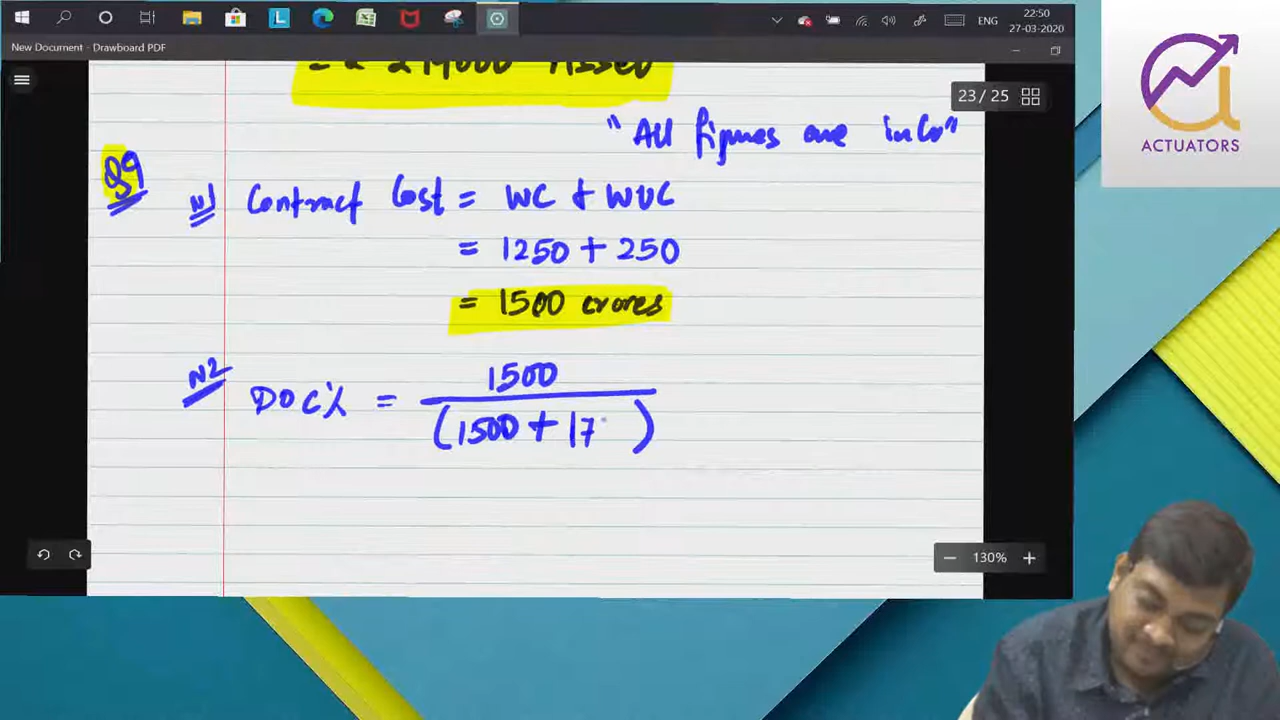 22:50
ENG
27-03-2020
New Document - Drawboard PDF
23 / 25
ACTUATORS
"All figures are in Cr"
Q9
N1 Contract Cost = WC + WUC
= 1250 + 250
= 1500 crores
N2 DOC% = 1500
(1500 + 17 )
130%